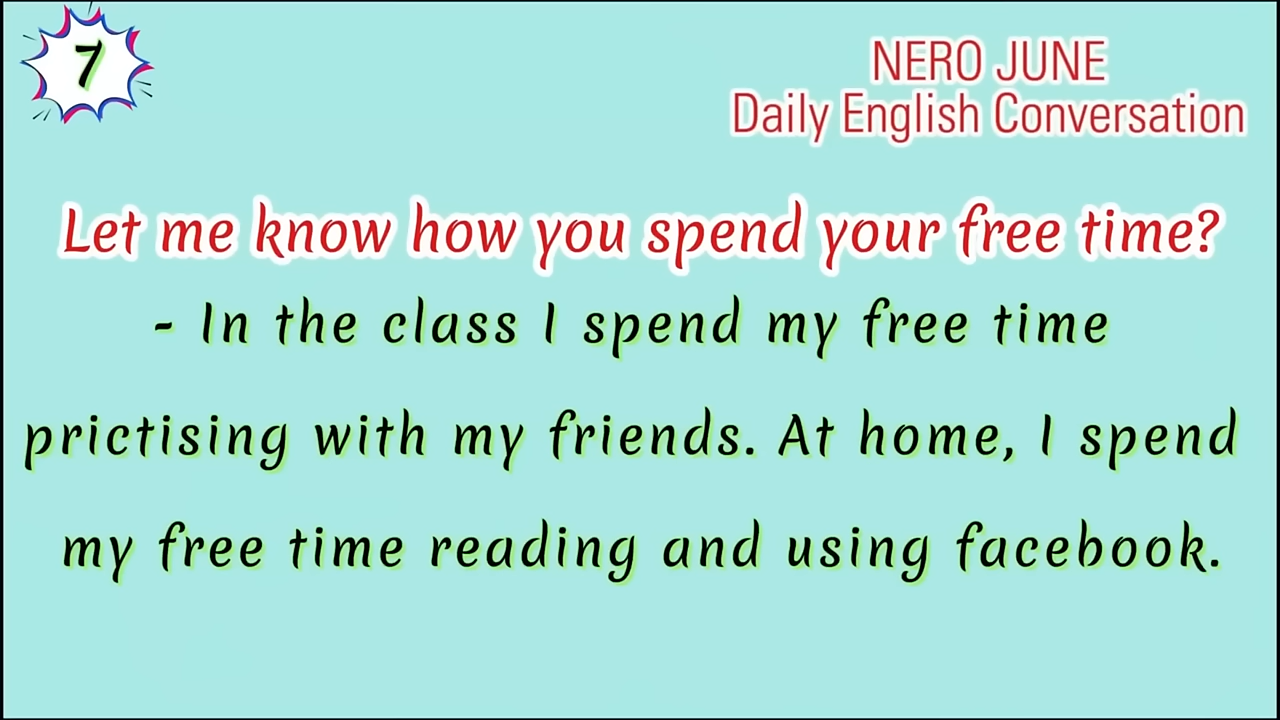 7
NERO JUNE
Daily English Conversation
Let me know how you spend your free time?
- In the class I spend my free time
prictising with my friends. At home, I spend
my free time reading and using facebook.